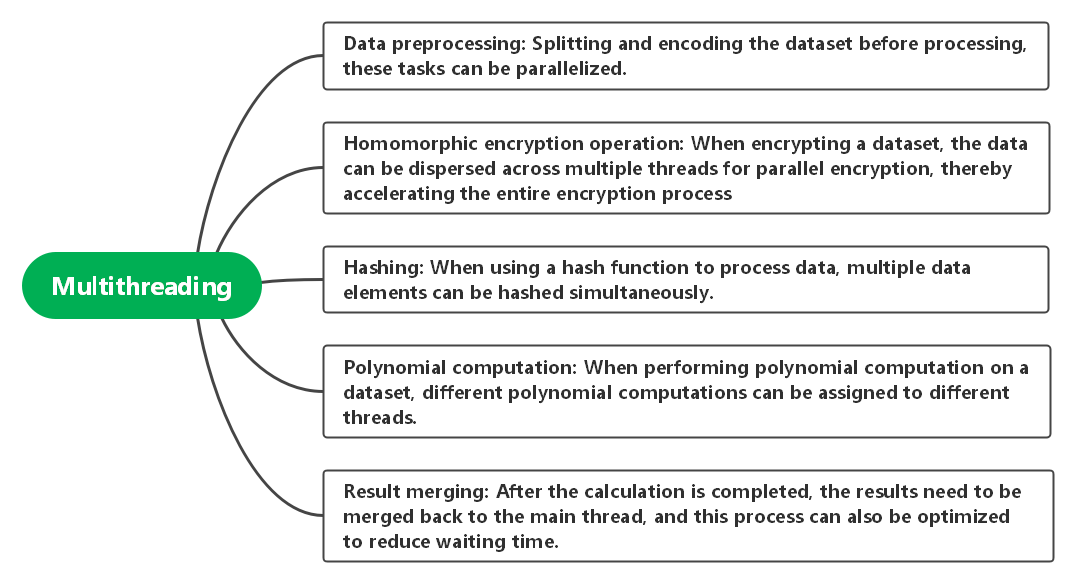 Data preprocessing: Splitting and encoding the dataset before processing,
these tasks can be parallelized.
Homomorphic encryption operation: When encrypting a dataset, the data
can be dispersed across multiple threads for parallel encryption, thereby
accelerating the entire encryption process
Multithreading
Hashing: When using a hash function to process data, multiple data
elements can be hashed simultaneously.
Polynomial computation: When performing polynomial computation on a
dataset, different polynomial computations can be assigned to different
threads.
Result merging: After the calculation is completed, the results need to be
merged back to the main thread, and this process can also be optimized
to reduce waiting time.